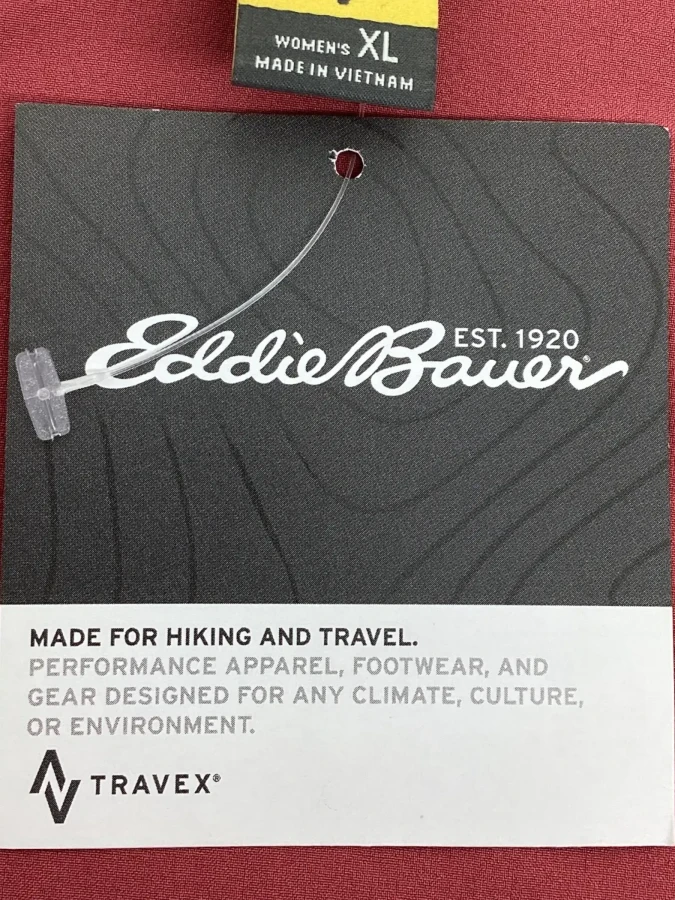 WOMEN'S XL
MADE IN VIETNAM
Eddie Bauer®
EST. 1920
MADE FOR HIKING AND TRAVEL.
PERFORMANCE APPAREL, FOOTWEAR, AND
GEAR DESIGNED FOR ANY CLIMATE, CULTURE,
OR ENVIRONMENT.
TRAVEX®